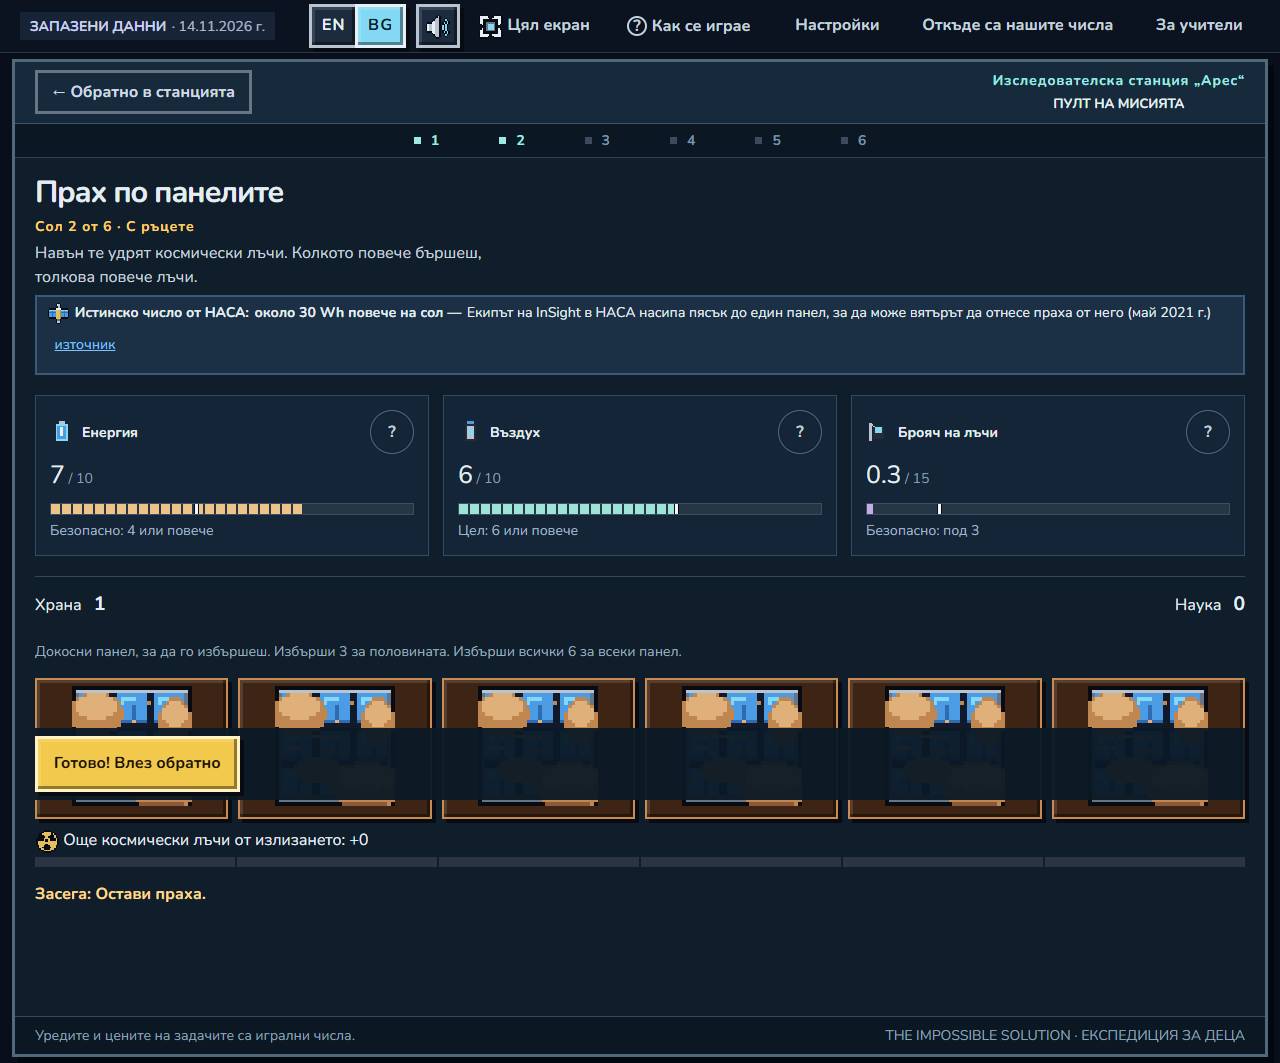 ЗАПАЗЕНИ ДАННИ · 14.11.2026 г. EN BG Цял екран ? Как се играе Настройки Откъде са нашите числа За учители
← Обратно в станцията
Изследователска станция „Арес“
ПУЛТ НА МИСИЯТА
1 2 3 4 5 6
Прах по панелите
Сол 2 от 6 · С ръцете
Навън те удрят космически лъчи. Колкото повече бършеш,
толкова повече лъчи.
Истинско число от НАСА: около 30 Wh повече на сол — Екипът на InSight в НАСА насипа пясък до един панел, за да може вятърът да отнесе праха от него (май 2021 г.)
източник
Енергия ?
7 / 10
Безопасно: 4 или повече
Въздух ?
6 / 10
Цел: 6 или повече
Брояч на лъчи ?
0.3 / 15
Безопасно: под 3
Храна 1 Наука 0
Докосни панел, за да го избършеш. Избърши 3 за половината. Избърши всички 6 за всеки панел.
Готово! Влез обратно
Още космически лъчи от излизането: +0
Засега: Остави праха.
Уредите и цените на задачите са игрални числа. THE IMPOSSIBLE SOLUTION · ЕКСПЕДИЦИЯ ЗА ДЕЦА